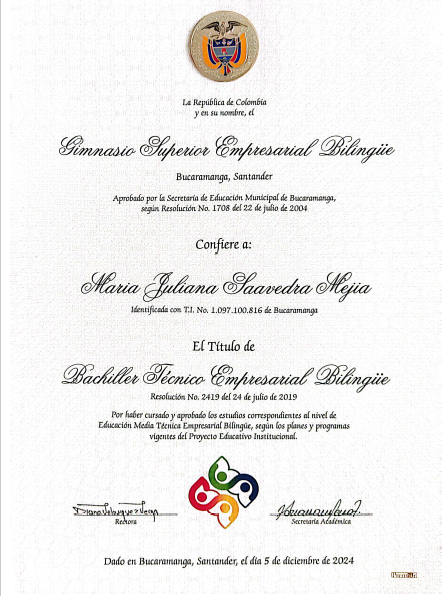 La República de Colombia
y en su nombre, el
Gimnasio Superior Empresarial Bilingüe
Bucaramanga, Santander
Aprobado por la Secretaría de Educación Municipal de Bucaramanga,
según Resolución No. 1708 del 22 de julio de 2004
Confiere a:
Maria Juliana Saavedra Mejia
Identificada con T.I. No. 1.097.100.816 de Bucaramanga
El Título de
Bachiller Técnico Empresarial Bilingüe
Resolución No. 2419 del 24 de julio de 2019
Por haber cursado y aprobado los estudios correspondientes al nivel de
Educación Media Técnica Empresarial Bilingüe, según los planes y programas
vigentes del Proyecto Educativo Institucional.
Rectora
Secretaria Académica
Dado en Bucaramanga, Santander, el día 5 de diciembre de 2024